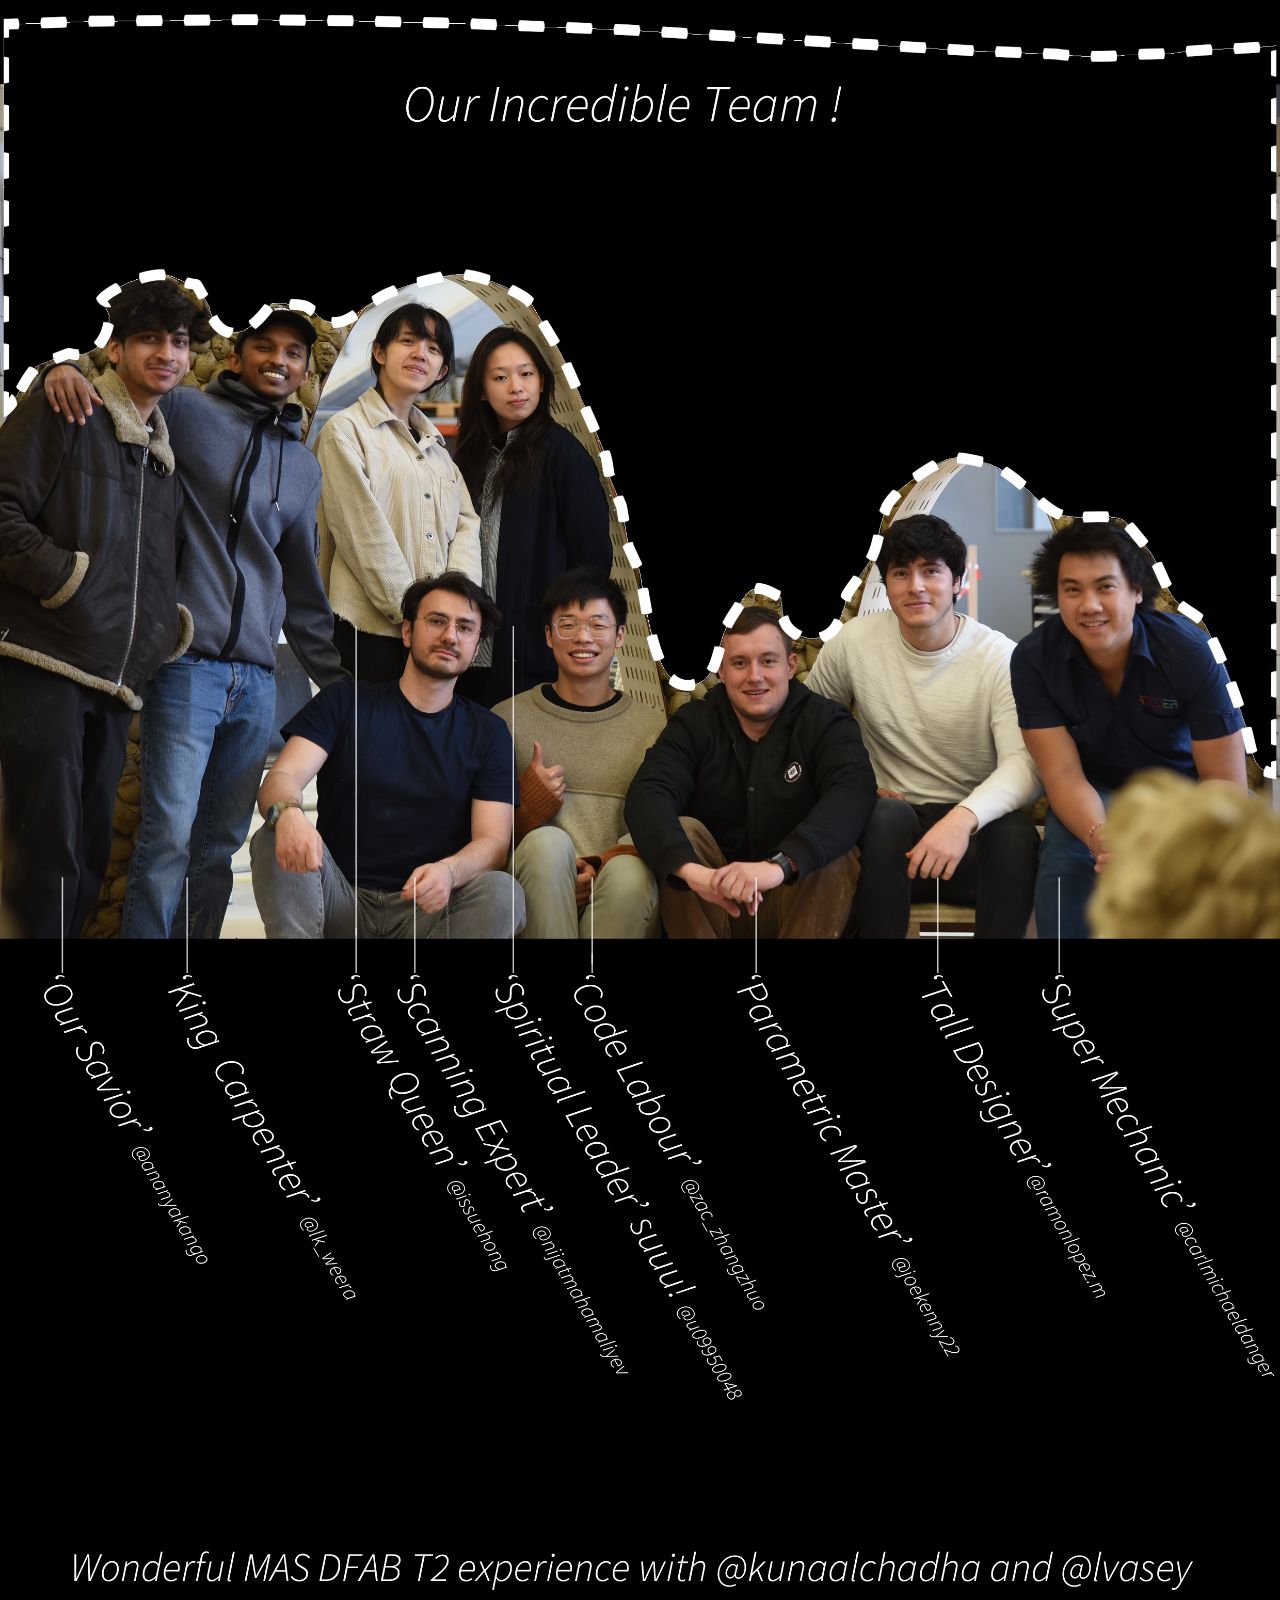 Our Incredible Team !
‘Our Savior’ @ananyakango
‘King Carpenter’ @lk_weera
‘Straw Queen’ @issuehong
‘Scanning Expert’ @nijatmahamaliyev
‘Spiritual Leader’ suuu! @u09950048
‘Code Labour’ @zac_zhangzhuo
‘Parametric Master’ @joekenny22
‘Tall Designer’ @ramonlopez.m
‘Super Mechanic’ @carlmichaeldanger
Wonderful MAS DFAB T2 experience with @kunaalchadha and @lvasey